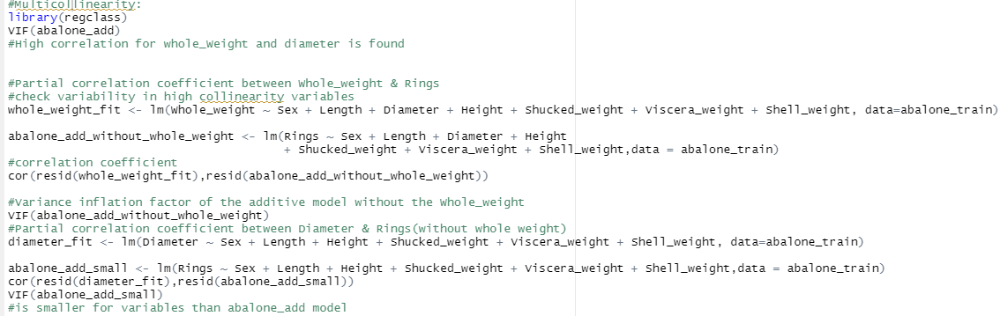 #Multicollinearity:
library(regclass)
VIF(abalone_add)
#High correlation for whole_Weight and diameter is found
#Partial correlation coefficient between Whole_weight & Rings
#check variability in high collinearity variables
whole_weight_fit <- lm(Whole_weight ~ Sex + Length + Diameter + Height + Shucked_weight + Viscera_weight + Shell_weight, data=abalone_train)
abalone_add_without_whole_weight <- lm(Rings ~ Sex + Length + Diameter + Height
+ Shucked_weight + Viscera_weight + Shell_weight,data = abalone_train)
#correlation coefficient
cor(resid(whole_weight_fit),resid(abalone_add_without_whole_weight))
#Variance inflation factor of the additive model without the Whole_weight
VIF(abalone_add_without_whole_weight)
#Partial correlation coefficient between Diameter & Rings(without whole weight)
diameter_fit <- lm(Diameter ~ Sex + Length + Height + Shucked_weight + Viscera_weight + Shell_weight, data=abalone_train)
abalone_add_small <- lm(Rings ~ Sex + Length + Height + Shucked_weight + Viscera_weight + Shell_weight,data = abalone_train)
cor(resid(diameter_fit),resid(abalone_add_small))
VIF(abalone_add_small)
#is smaller for variables than abalone_add model